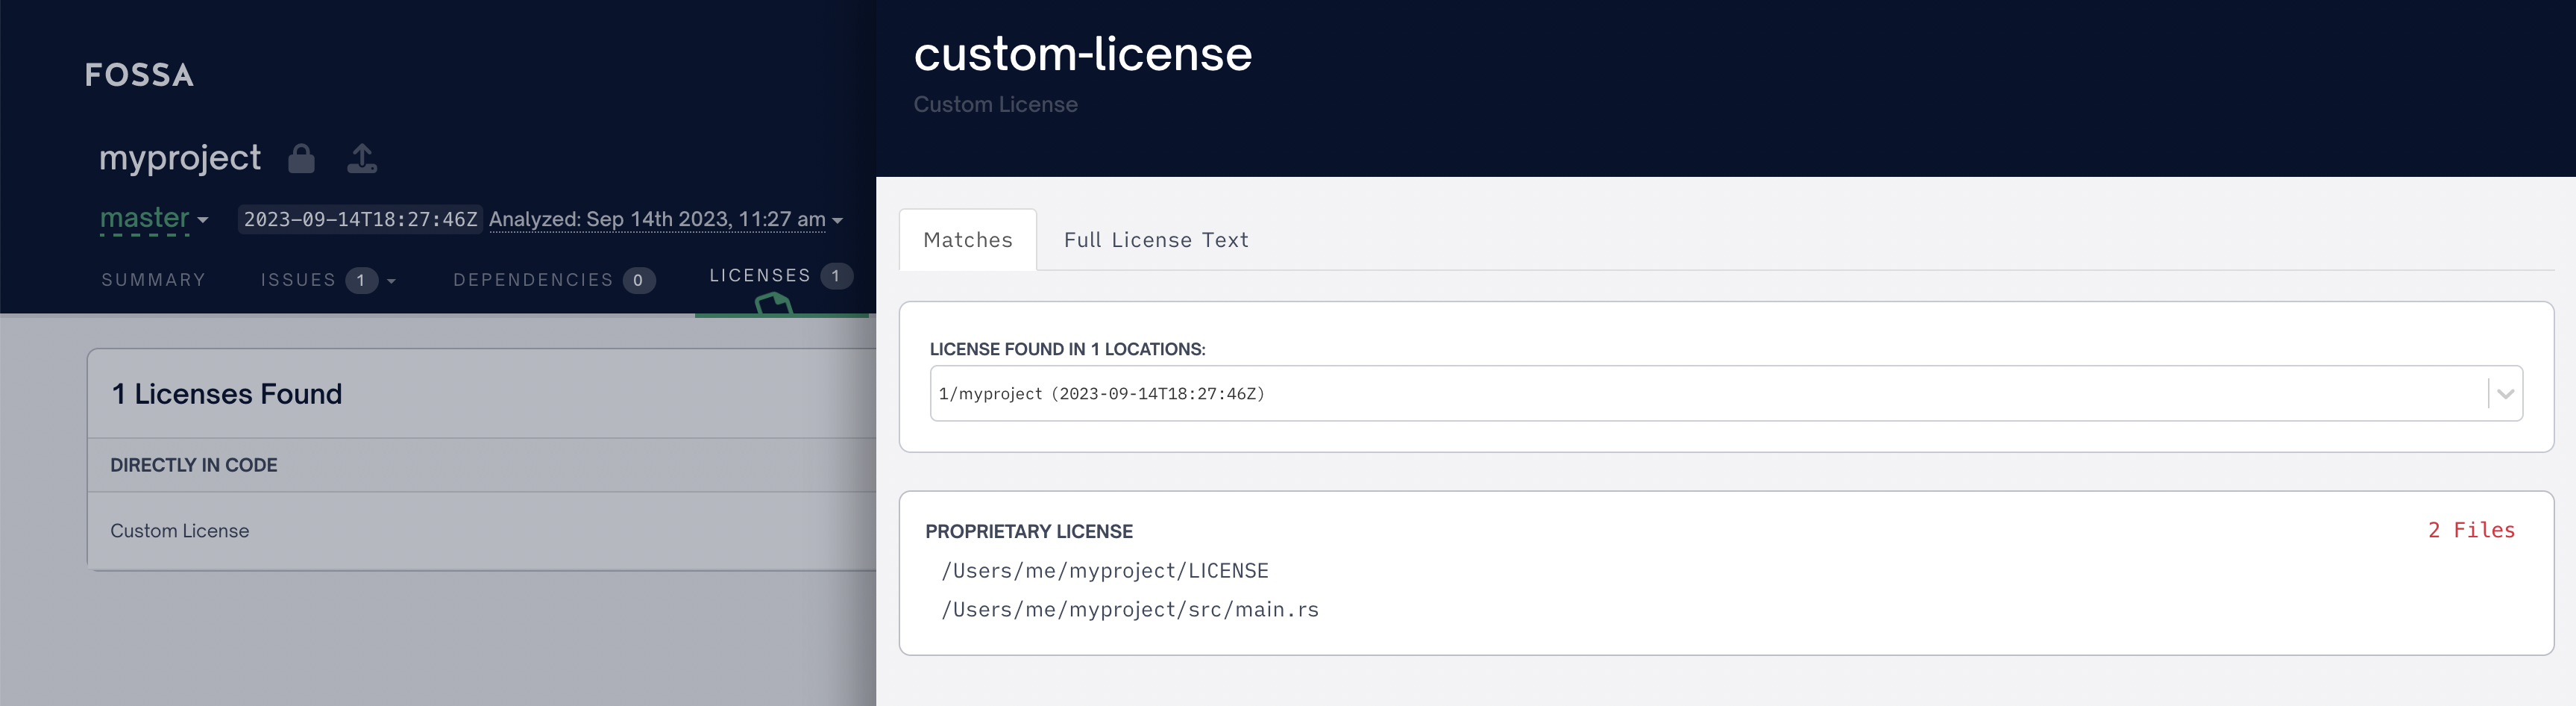 FOSSA
myproject
master 2023-09-14T18:27:46Z Analyzed: Sep 14th 2023, 11:27 am
SUMMARY ISSUES 1 DEPENDENCIES 0 LICENSES 1
1 Licenses Found
DIRECTLY IN CODE
Custom License
custom-license
Custom License
Matches Full License Text
LICENSE FOUND IN 1 LOCATIONS:
1/myproject (2023-09-14T18:27:46Z)
PROPRIETARY LICENSE 2 Files
/Users/me/myproject/LICENSE
/Users/me/myproject/src/main.rs